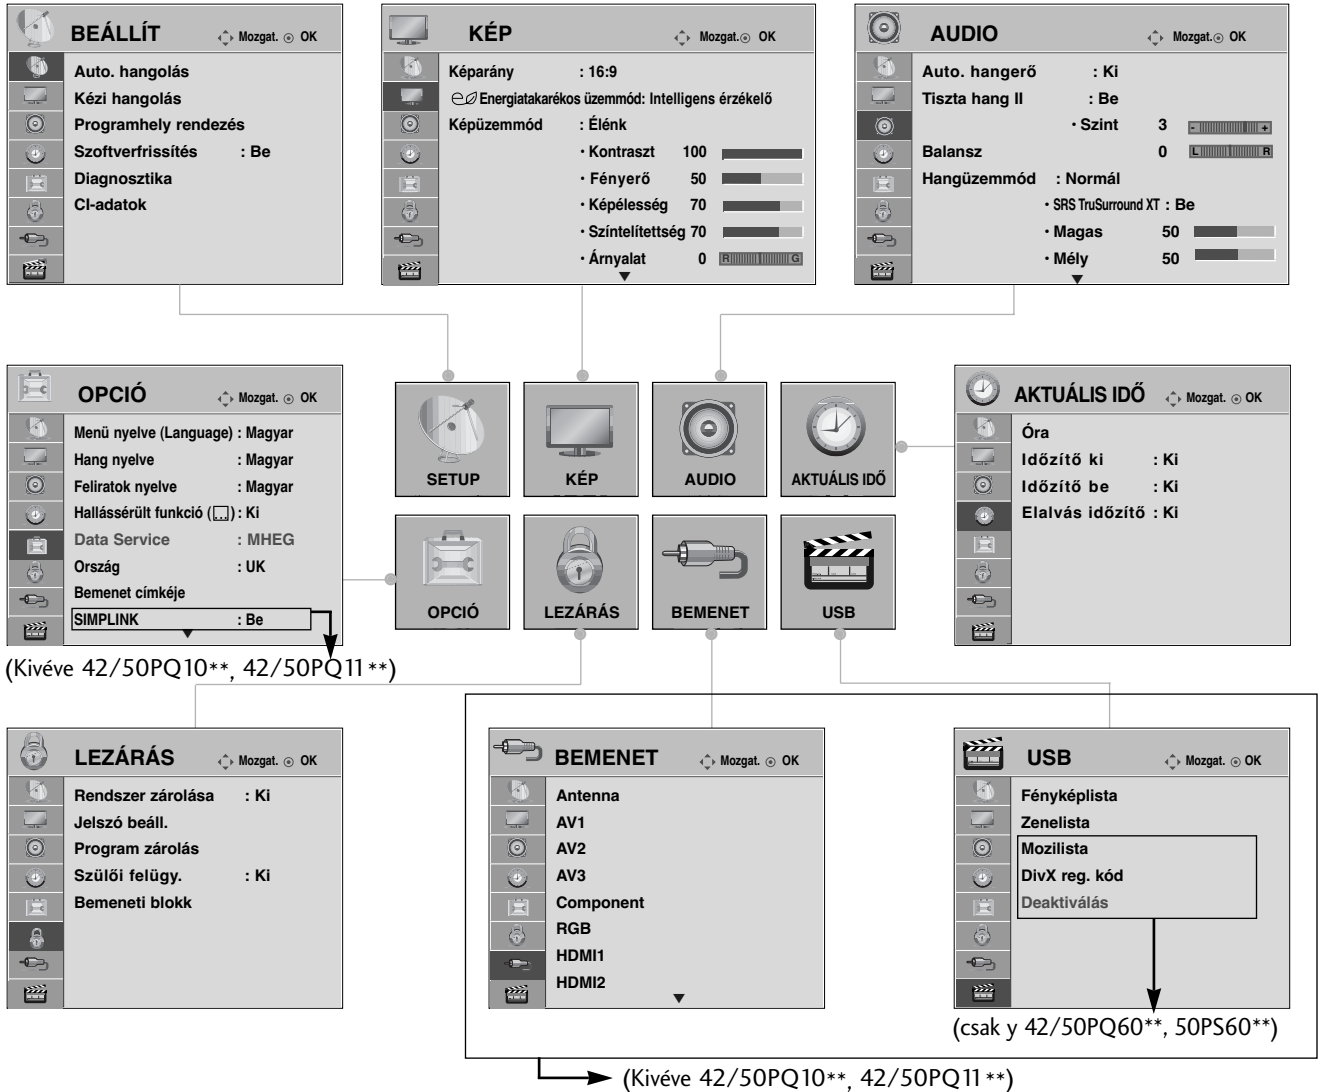 BEÁLLÍT Mozgat. OK
Auto. hangolás
Kézi hangolás
Programhely rendezés
Szoftverfrissítés : Be
Diagnosztika
CI-adatok
KÉP Mozgat. OK
Képarány : 16:9
Energiatakarékos üzemmód: Intelligens érzékelő
Képüzemmód : Élénk
• Kontraszt 100
• Fényerő 50
• Képélesség 70
• Színtelítettség 70
• Árnyalat 0 R G
AUDIO Mozgat. OK
Auto. hangerő : Ki
Tiszta hang II : Be
• Szint 3 - +
Balansz 0 L R
Hangüzemmód : Normál
• SRS TruSurround XT : Be
• Magas 50
• Mély 50
OPCIÓ Mozgat. OK
Menü nyelve (Language) : Magyar
Hang nyelve : Magyar
Feliratok nyelve : Magyar
Hallássérült funkció ( ) : Ki
Data Service : MHEG
Ország : UK
Bemenet címkéje
SIMPLINK : Be
(Kivéve 42/50PQ10**, 42/50PQ11**)
SETUP
KÉP
AUDIO
AKTUÁLIS IDŐ
OPCIÓ
LEZÁRÁS
BEMENET
USB
AKTUÁLIS IDŐ Mozgat. OK
Óra
Időzítő ki : Ki
Időzítő be : Ki
Elalvás időzítő : Ki
LEZÁRÁS Mozgat. OK
Rendszer zárolása : Ki
Jelszó beáll.
Program zárolás
Szülői felügy. : Ki
Bemeneti blokk
BEMENET Mozgat. OK
Antenna
AV1
AV2
AV3
Component
RGB
HDMI1
HDMI2
USB Mozgat. OK
Fényképlista
Zenelista
Mozilista
DivX reg. kód
Deaktiválás
(csak y 42/50PQ60**, 50PS60**)
(Kivéve 42/50PQ10**, 42/50PQ11**)